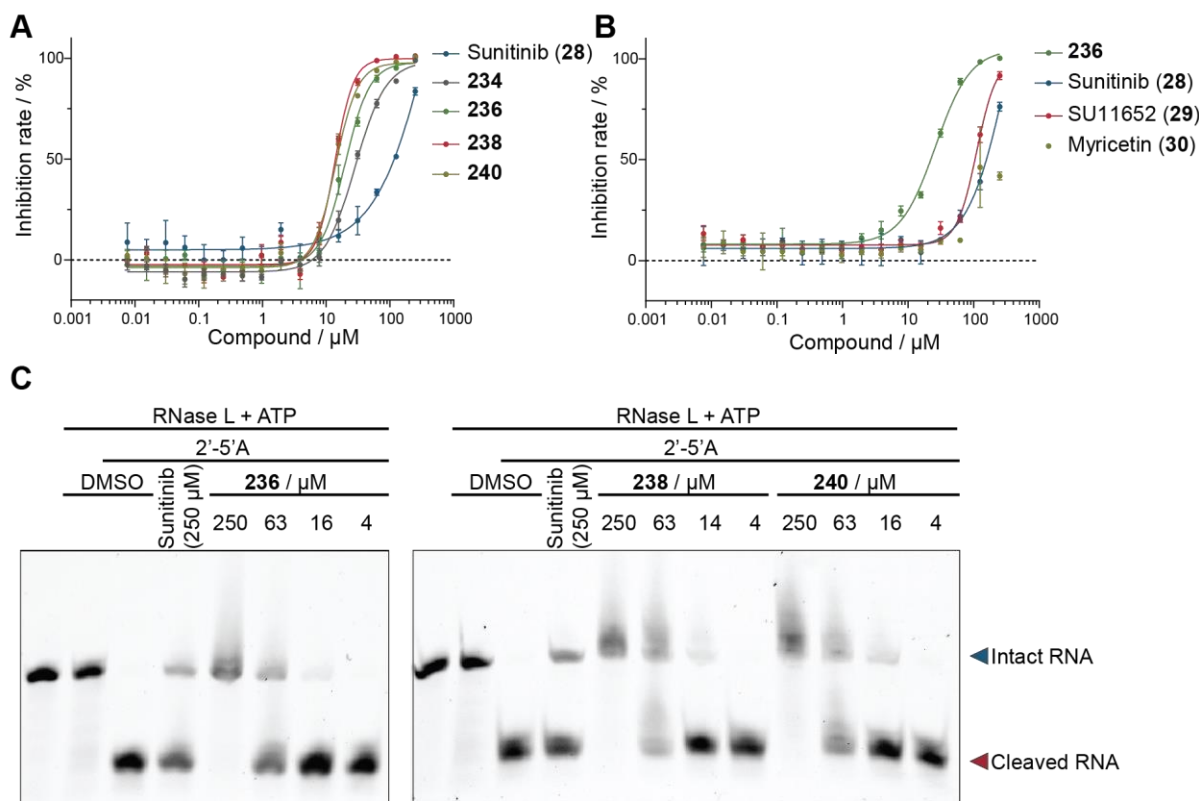 A
Inhibition rate / %
100
50
0
0.001
0.01
0.1
1
10
100
1000
Compound / µM
Sunitinib (28)
234
236
238
240
B
Inhibition rate / %
100
50
0
0.001
0.01
0.1
1
10
100
1000
Compound / µM
236
Sunitinib (28)
SU11652 (29)
Myricetin (30)
C
RNase L + ATP
2’-5’A
DMSO
Sunitinib
(250 µM)
236 / µM
250 63 16 4
RNase L + ATP
2’-5’A
DMSO
Sunitinib
(250 µM)
238 / µM
240 / µM
250 63 14 4 250 63 16 4
Intact RNA
Cleaved RNA